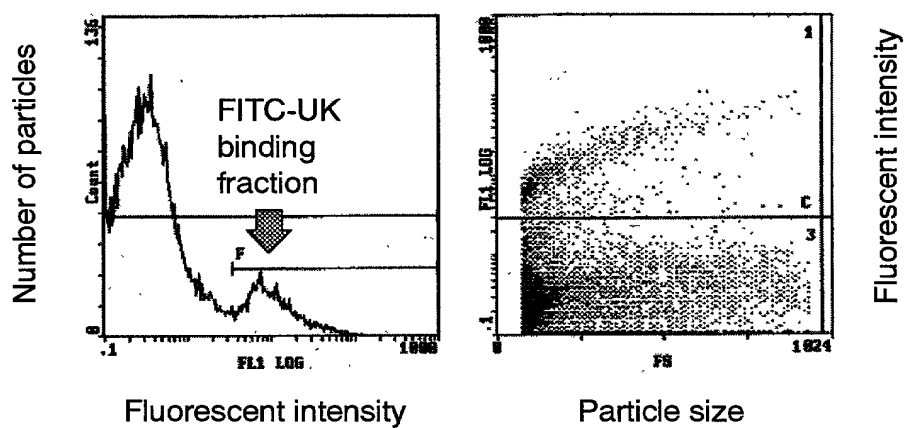 Number of particles
136
Count
0
FITC-UK
binding
fraction
F
.1
1000
FL1 LOG
Fluorescent intensity
1000
FL1 LOG
.1
1
C
3
0
1024
FS
Particle size
Fluorescent intensity